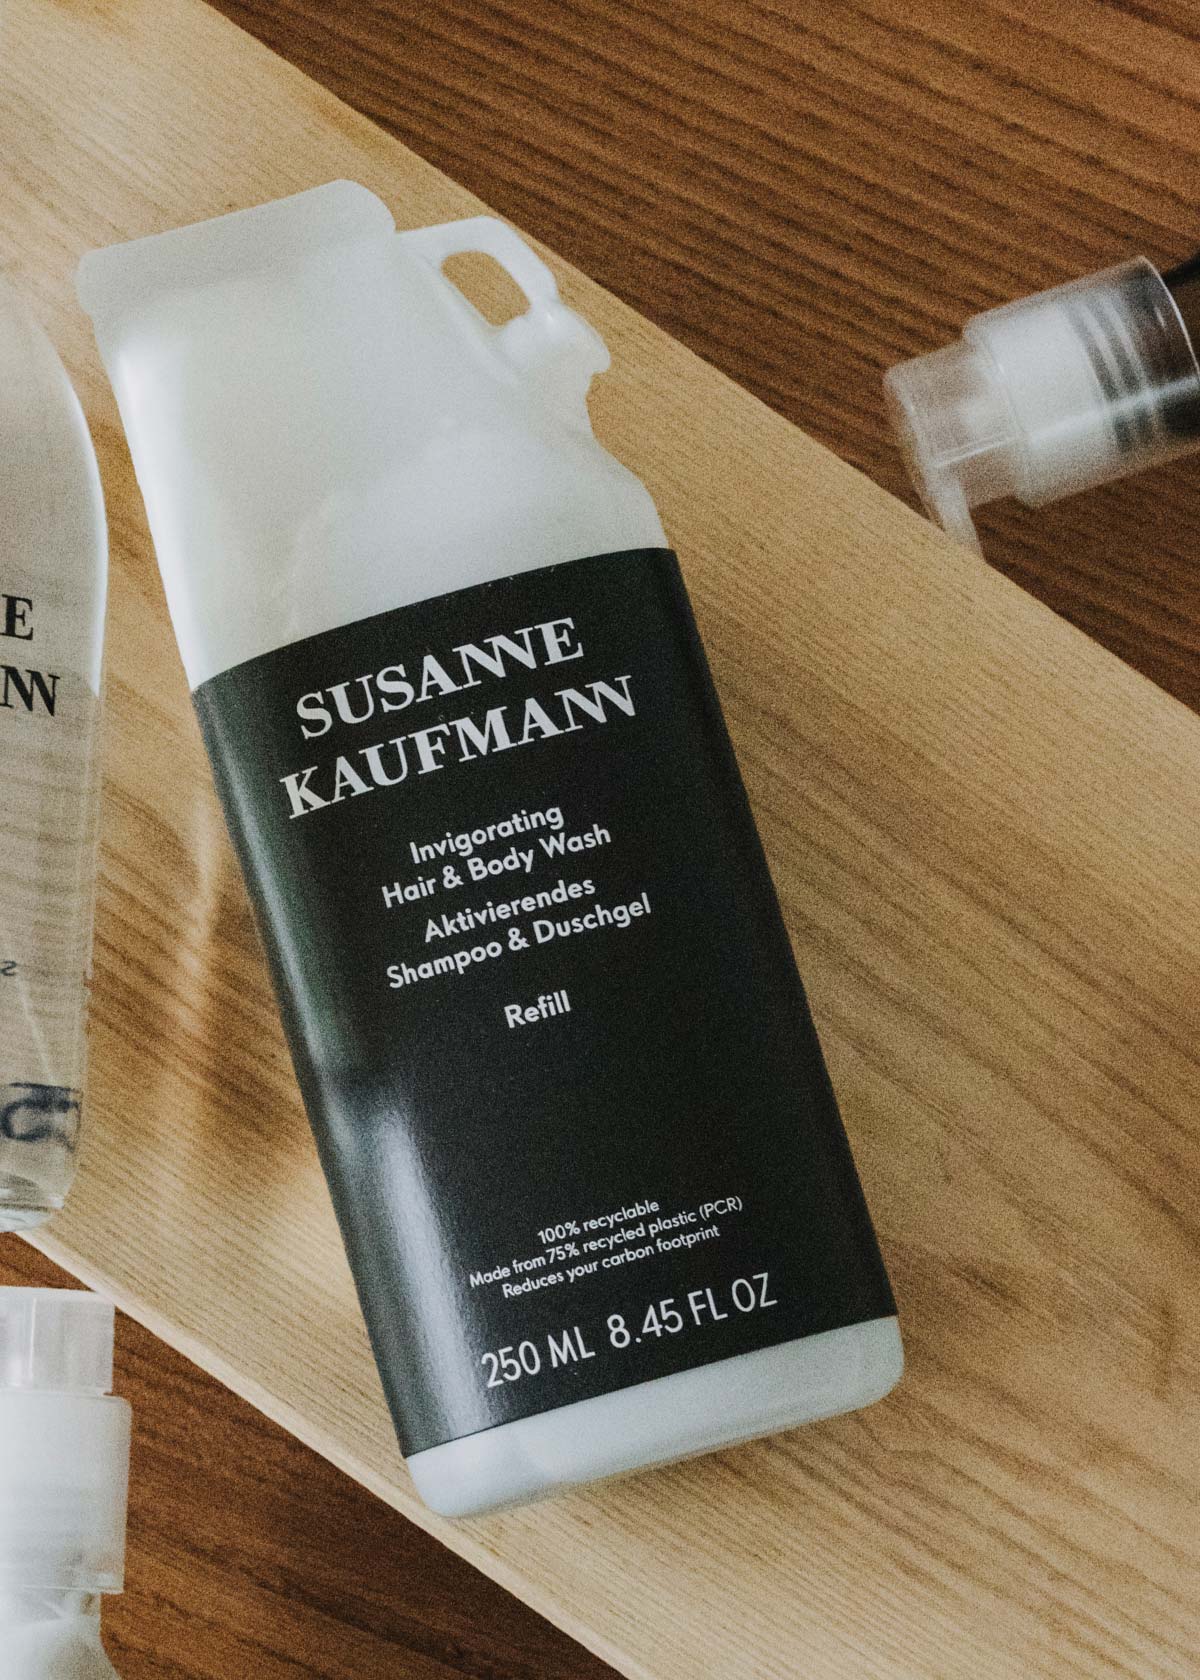 SUSANNE
KAUFMANN
Invigorating
Hair & Body Wash
Aktivierendes
Shampoo & Duschgel
Refill
100% recyclable
Made from 75% recycled plastic (PCR)
Reduces your carbon footprint
250 ML 8.45 FL OZ
E
NN